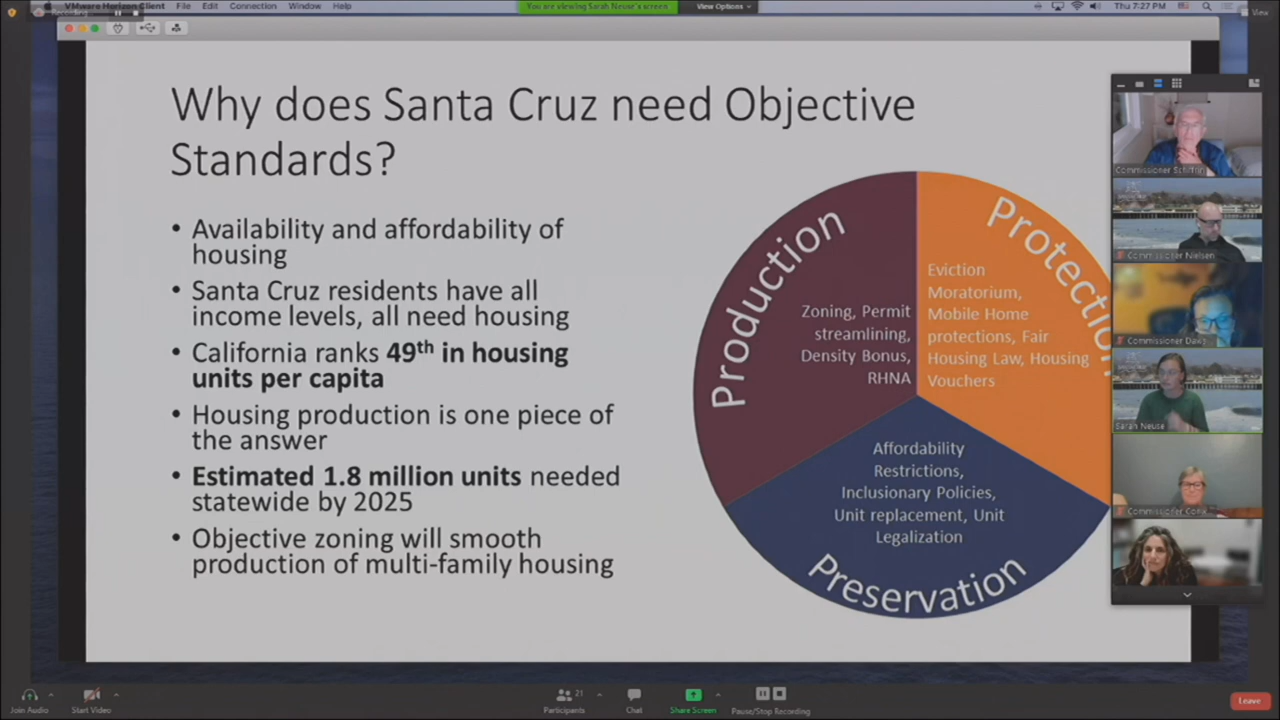 VMware Horizon Client File Edit Connection Window Help
You are viewing Sarah Neuse's screen
View Options
Thu 7:27 PM
View
Why does Santa Cruz need Objective
Standards?
• Availability and affordability of
housing
• Santa Cruz residents have all
income levels, all need housing
• California ranks 49th in housing
units per capita
• Housing production is one piece of
the answer
• Estimated 1.8 million units needed
statewide by 2025
• Objective zoning will smooth
production of multi-family housing
Production
Zoning, Permit
streamlining,
Density Bonus,
RHNA
Protection
Eviction
Moratorium,
Mobile Home
protections, Fair
Housing Law, Housing
Vouchers
Affordability
Restrictions,
Inclusionary Policies,
Unit replacement, Unit
Legalization
Preservation
Commissioner Schiffrin
Commissioner Nielsen
Commissioner Dawson
Sarah Neuse
Commissioner
Join Audio
Start Video
21
Participants
Chat
Share Screen
Pause/Stop Recording
Leave